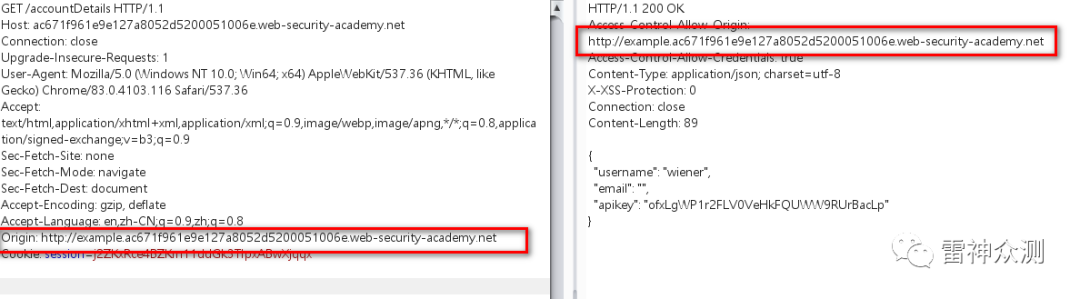 GET /accountDetails HTTP/1.1
Host: ac671f961e9e127a8052d5200051006e.web-security-academy.net
Connection: close
Upgrade-Insecure-Requests: 1
User-Agent: Mozilla/5.0 (Windows NT 10.0; Win64; x64) AppleWebKit/537.36 (KHTML, like
Gecko) Chrome/83.0.4103.116 Safari/537.36
Accept:
text/html,application/xhtml+xml,application/xml;q=0.9,image/webp,image/apng,*/*;q=0.8,applica
tion/signed-exchange;v=b3;q=0.9
Sec-Fetch-Site: none
Sec-Fetch-Mode: navigate
Sec-Fetch-Dest: document
Accept-Encoding: gzip, deflate
Accept-Language: en,zh-CN;q=0.9,zh;q=0.8
Origin: http://example.ac671f961e9e127a8052d5200051006e.web-security-academy.net
Cookie: session=
HTTP/1.1 200 OK
Access-Control-Allow-Origin:
http://example.ac671f961e9e127a8052d5200051006e.web-security-academy.net
Access-Control-Allow-Credentials: true
Content-Type: application/json; charset=utf-8
X-XSS-Protection: 0
Connection: close
Content-Length: 89
{
"username": "wiener",
"email": "",
"apikey": "ofxLgWP1r2FLV0VeHkFQUWW9RUrBacLp"
}
雷神众测